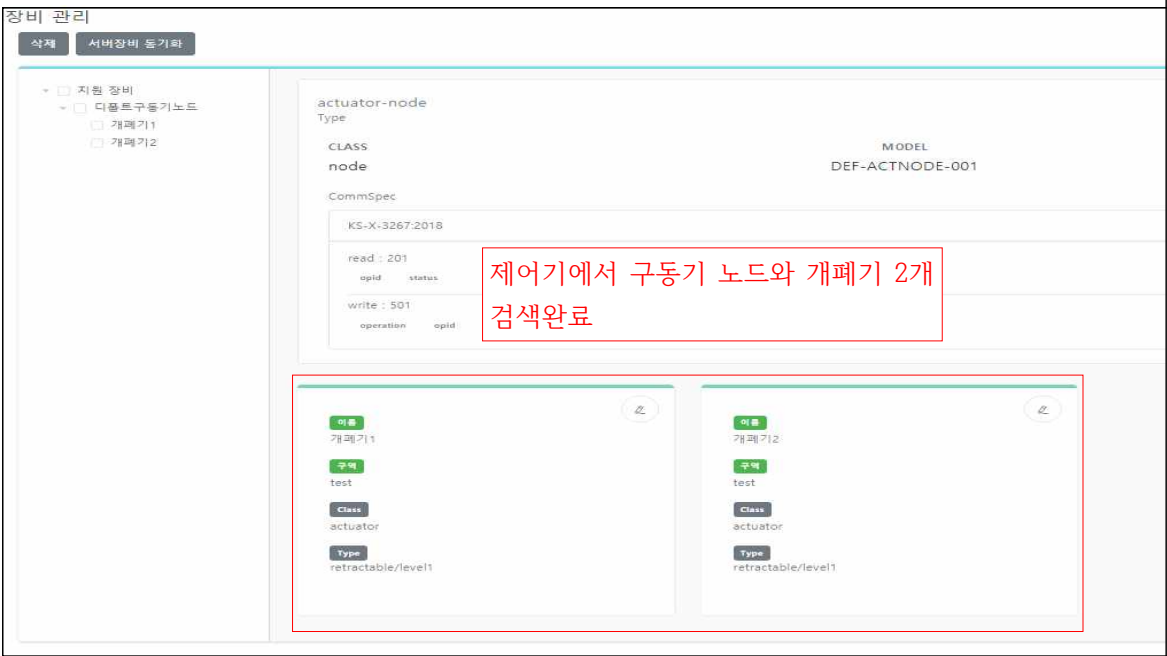 장비 관리
삭제 서버장비 동기화
지원 장비
디폴트구동기노드
개폐기1
개폐기2
actuator-node
Type
CLASS MODEL
node DEF-ACTNODE-001
CommSpec
KS-X-3267:2018
read : 201
opid status
write : 501
operation opid
제어기에서 구동기 노드와 개폐기 2개
검색완료
이름
개폐기1
구역
test
Class
actuator
Type
retractable/level1
이름
개폐기2
구역
test
Class
actuator
Type
retractable/level1